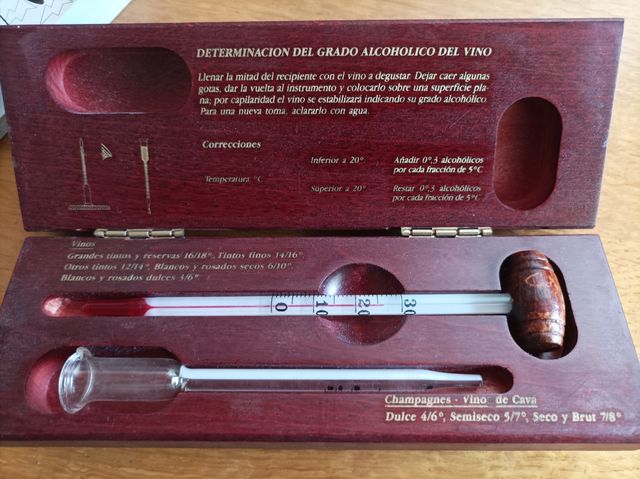 DETERMINACION DEL GRADO ALCOHOLICO DEL VINO
Llenar la mitad del recipiente con el vino a degustar. Dejar caer algunas
gotas, dar la vuelta al instrumento y colocarlo sobre una superficie pla-
na; por capilaridad el vino se estabilizará indicando su grado alcohólico.
Para una nueva toma, aclararlo con agua.
Correcciones
Temperatura °C
Inferior a 20°
Añadir 0°,3 alcohólicos
por cada fracción de 5°C
Superior a 20°
Restar 0°,3 alcohólicos
por cada fracción de 5°C
Vinos
Grandes tintos y reservas 16/18°. Tintos finos 14/16°.
Otros tintos 12/14°. Blancos y rosados secos 6/10°.
Blancos y rosados dulces 3/6°.
0 10 20 30
Champagnes - Vino de Cava
Dulce 4/6°, Semiseco 5/7°, Seco y Brut 7/8°